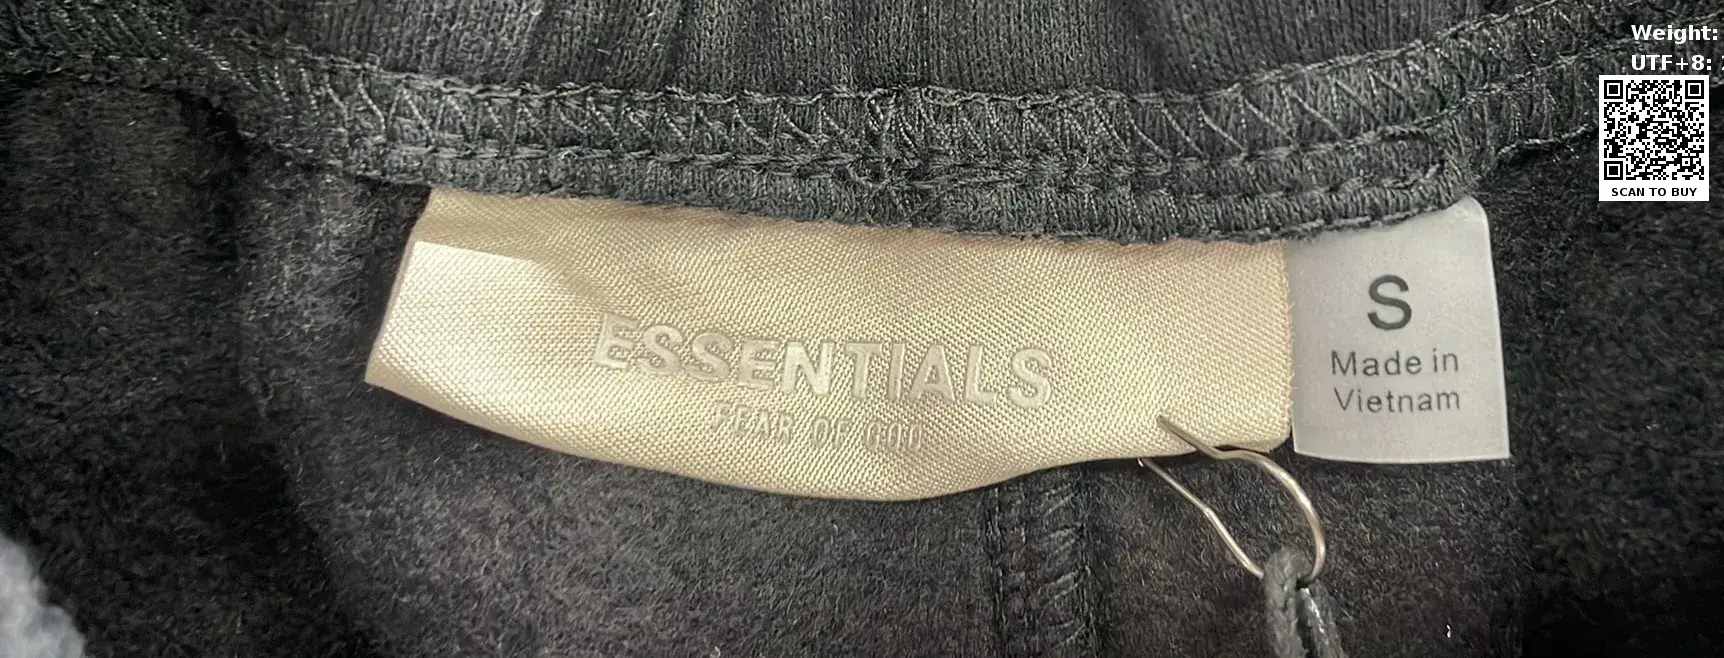 Weight:
UTF+8:
SCAN TO BUY
ESSENTIALS
FEAR OF GOD
S
Made in
Vietnam